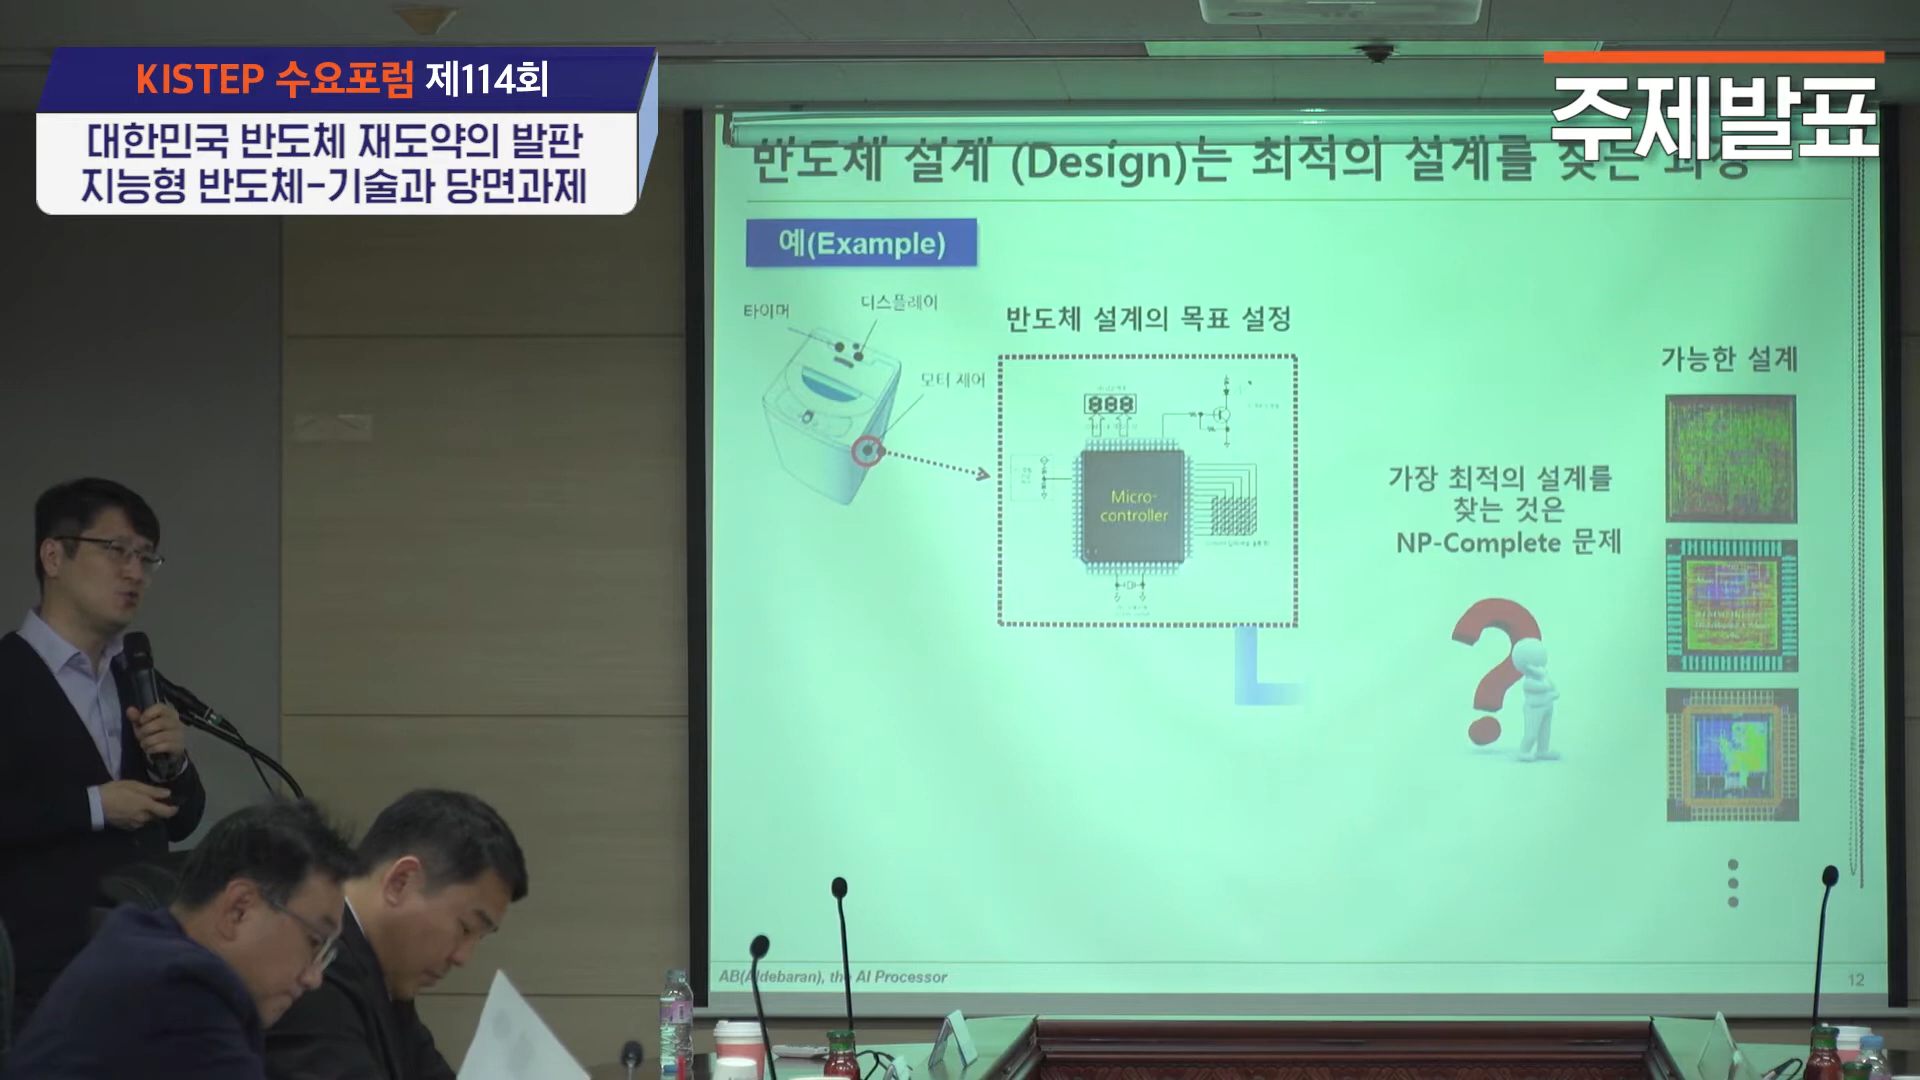 KISTEP 수요포럼 제114회
대한민국 반도체 재도약의 발판
지능형 반도체-기술과 당면과제
주제발표
반도체 설계 (Design)는 최적의 설계를 찾는 과정
예(Example)
타이머
디스플레이
모터 제어
반도체 설계의 목표 설정
Micro-
controller
가장 최적의 설계를
찾는 것은
NP-Complete 문제
가능한 설계
AB(Aldebaran), the AI Processor
12